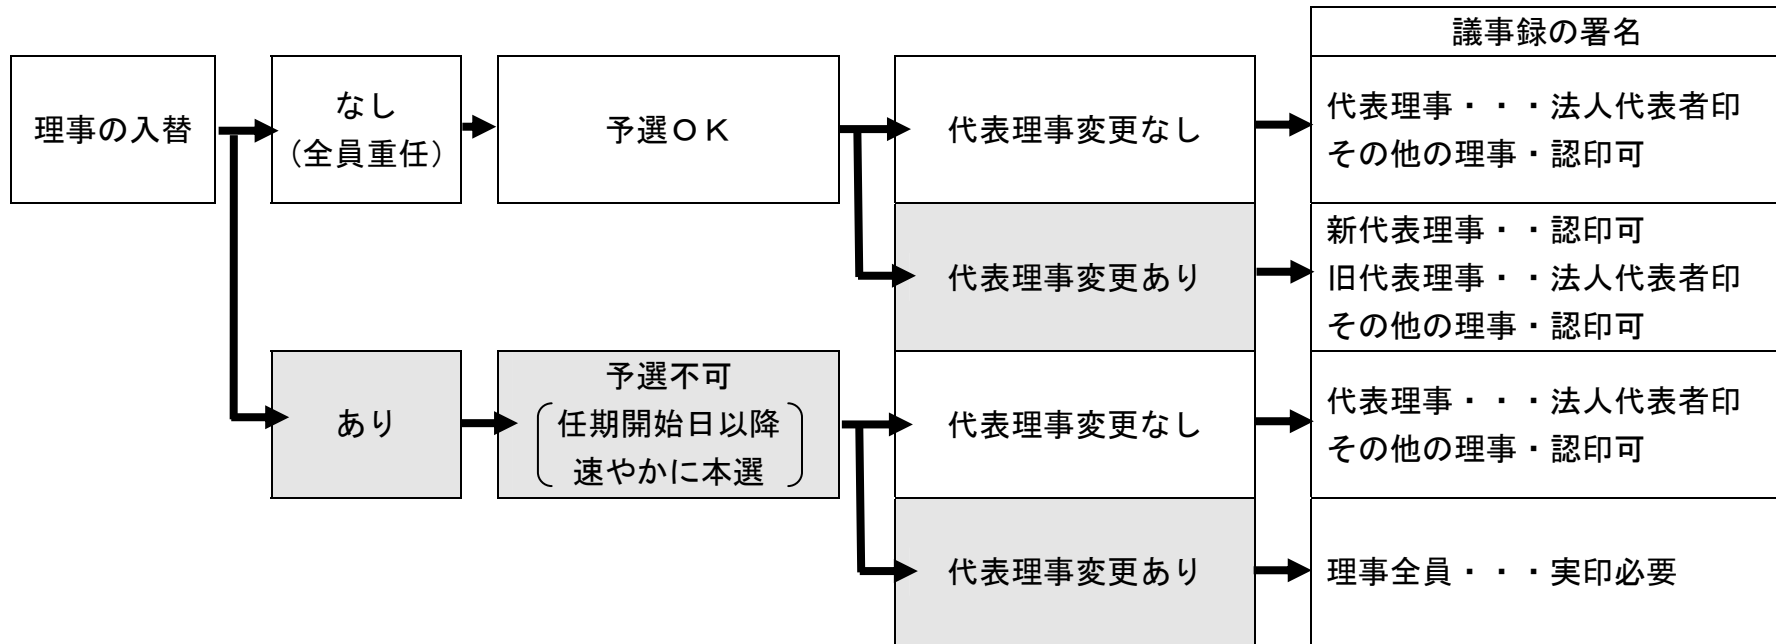 議事録の署名
理事の入替
なし
（全員重任）
予選ＯＫ
代表理事変更なし
代表理事・・・法人代表者印
その他の理事・認印可
代表理事変更あり
新代表理事・・認印可
旧代表理事・・法人代表者印
その他の理事・認印可
あり
予選不可
任期開始日以降
速やかに本選
代表理事変更なし
代表理事・・・法人代表者印
その他の理事・認印可
代表理事変更あり
理事全員・・・実印必要